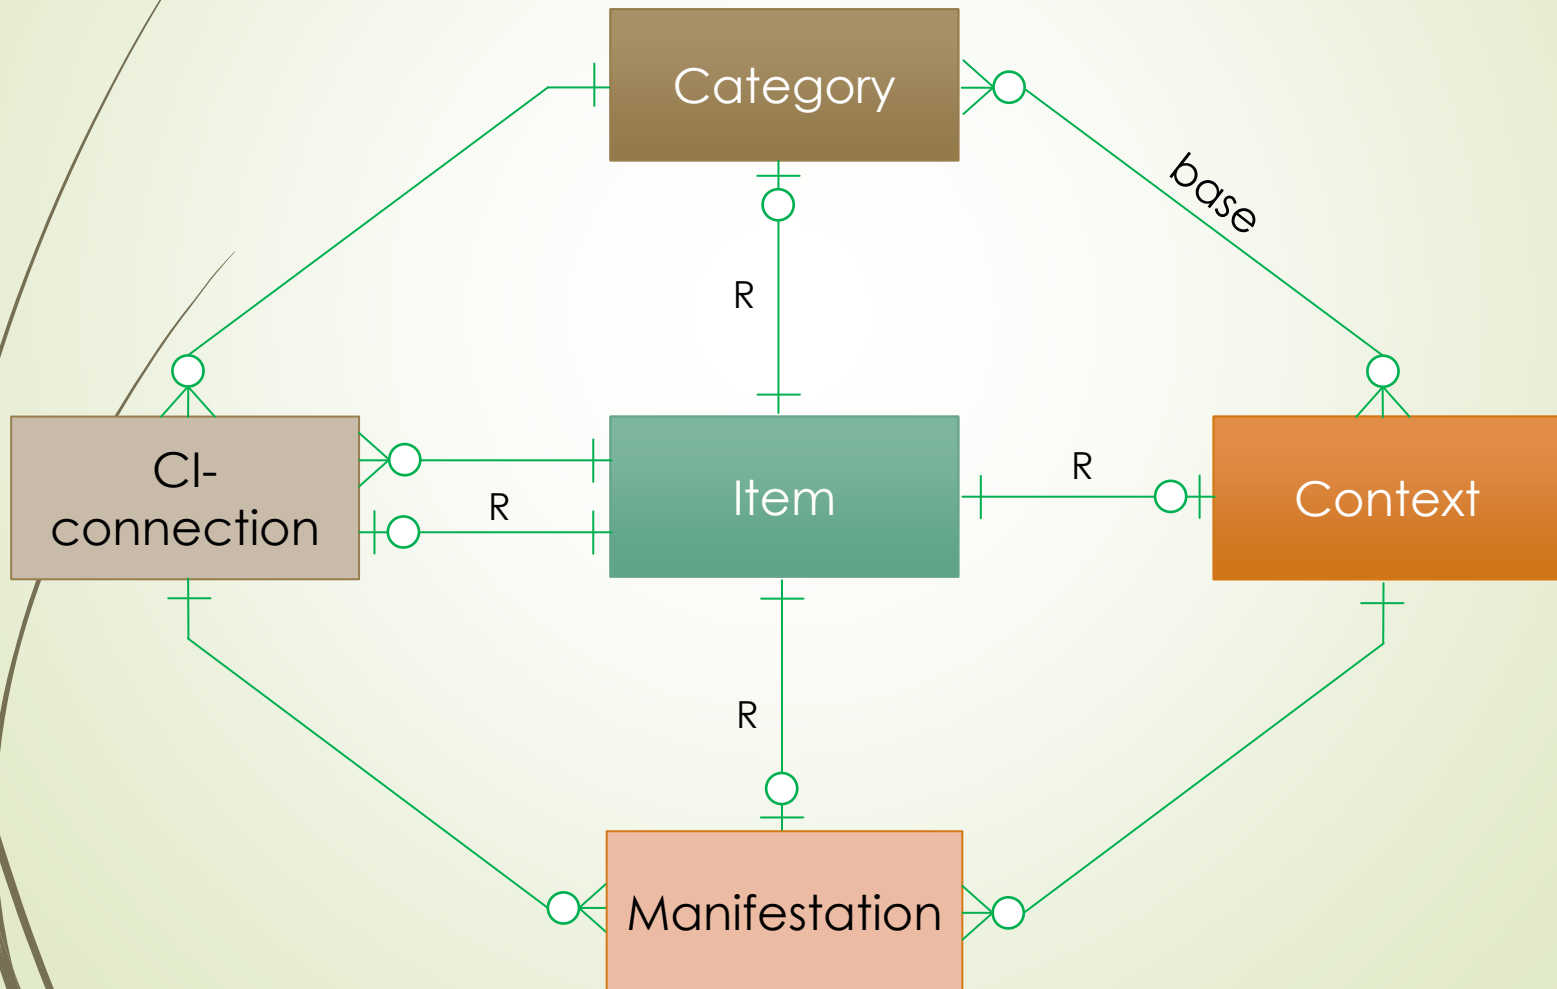 Category
base
R
CI-
connection
R
Item
R
Context
R
Manifestation